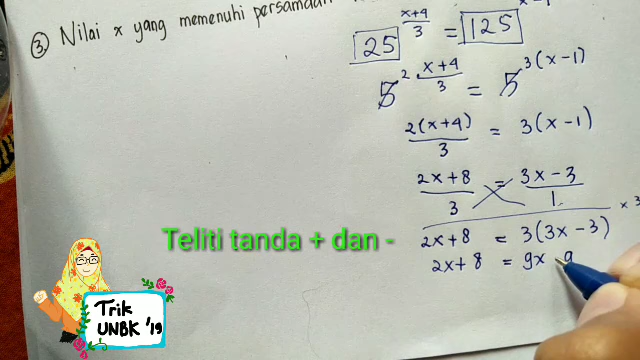 ③ Nilai x yang memenuhi persamaan
25^(x+4)/3 = 125^x-1
5^2 · (x+4)/3 = 5^3(x-1)
2(x+4)/3 = 3(x-1)
2x+8/3 = 3x-3/1
x 3
2x+8 = 3(3x-3)
2x+8 = 9x 9
Teliti tanda + dan -
Trik
UNBK '19